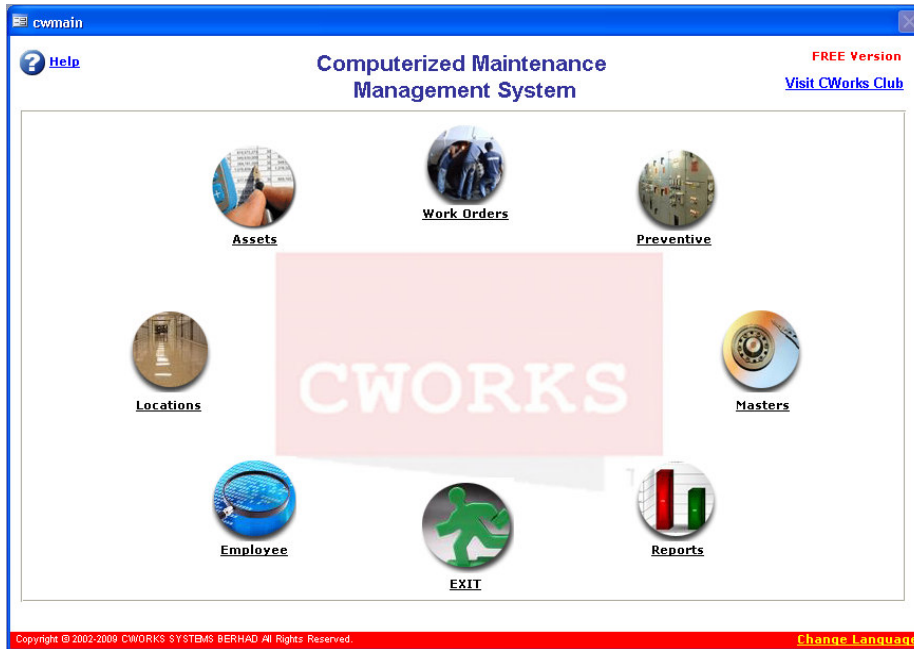 cwmain
Help
Computerized Maintenance
Management System
FREE Version
Visit CWorks Club
Work Orders
Assets
Preventive
CWORKS
Locations
Masters
Employee
Reports
EXIT
Copyright © 2002-2009 CWORKS SYSTEMS BERHAD All Rights Reserved.
Change Language